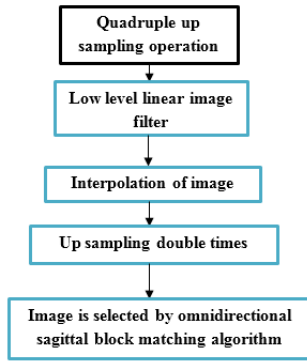 Quadruple up
sampling operation
Low level linear image
filter
Interpolation of image
Up sampling double times
Image is selected by omnidirectional
sagittal block matching algorithm